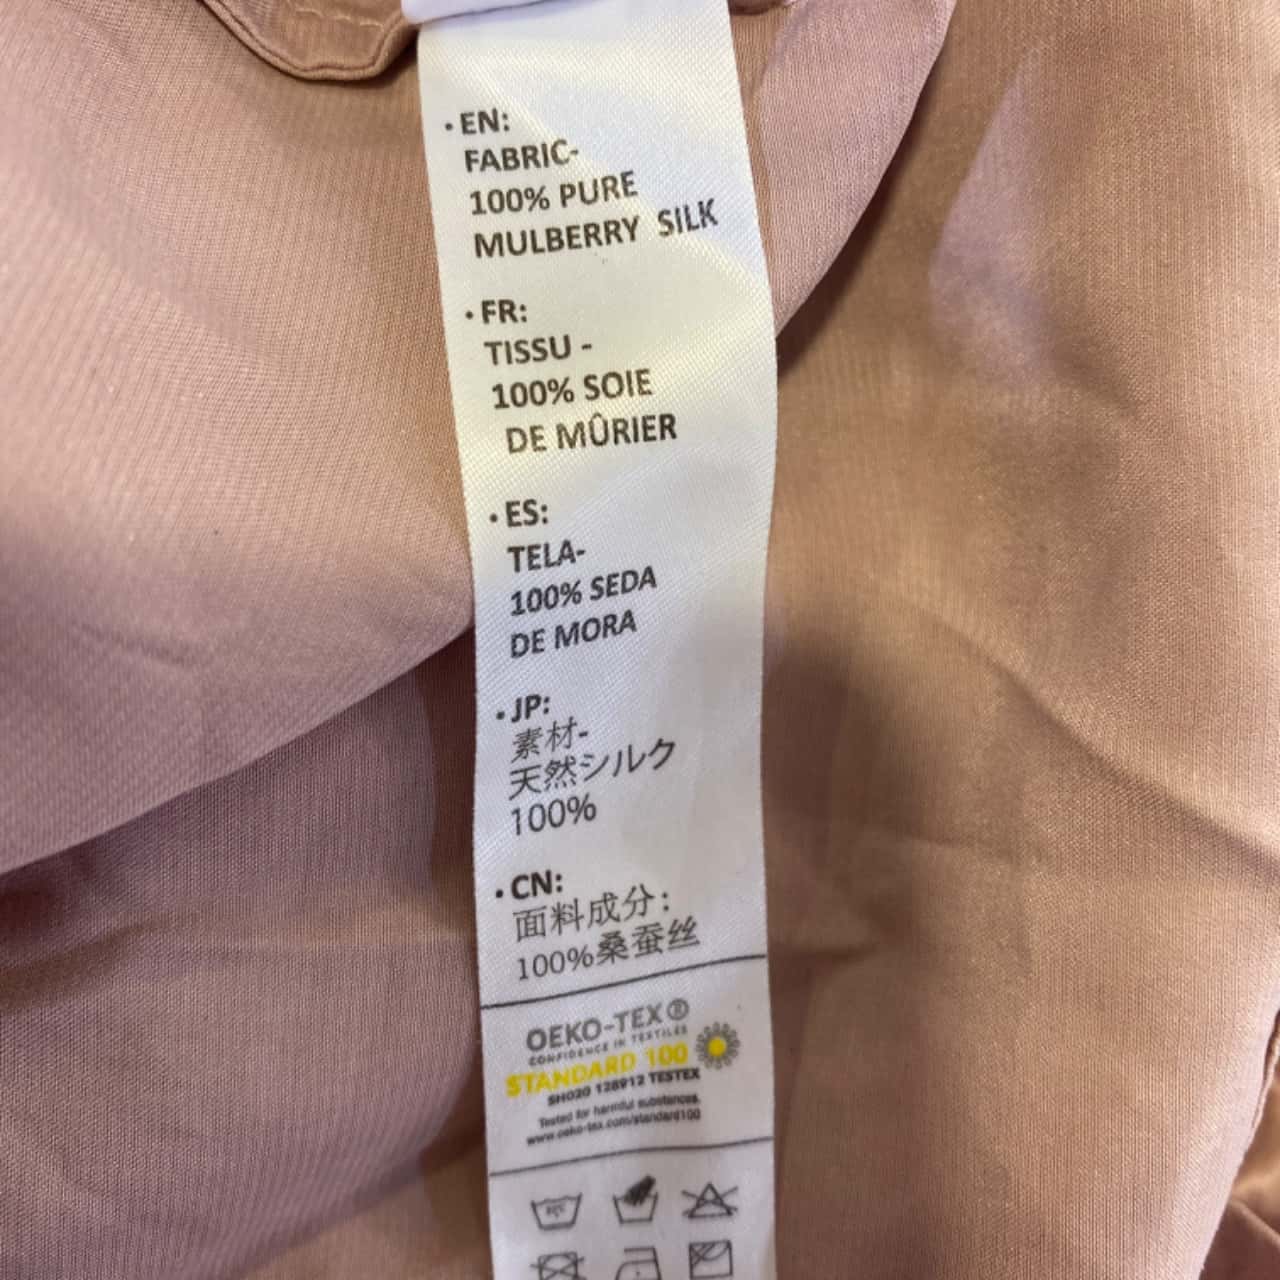 • EN:
FABRIC-
100% PURE
MULBERRY SILK
• FR:
TISSU -
100% SOIE
DE MÛRIER
• ES:
TELA-
100% SEDA
DE MORA
• JP:
素材-
天然シルク
100%
• CN:
面料成分：
100%桑蚕丝
OEKO-TEX®
CONFIDENCE IN TEXTILES
STANDARD 100
SH020 128912 TESTEX
Tested for harmful substances.
www.oeko-tex.com/standard100